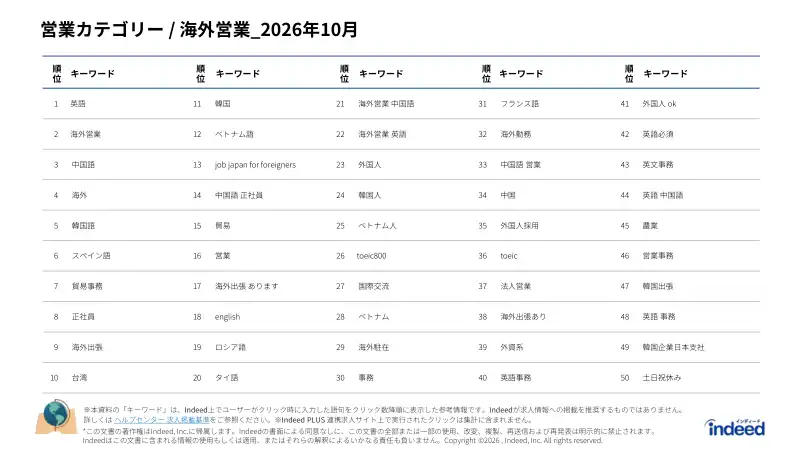 営業カテゴリー / 海外営業_2026年10月
順位 キーワード 順位 キーワード 順位 キーワード 順位 キーワード 順位 キーワード
1 英語 11 韓国 21 海外営業 中国語 31 フランス語 41 外国人 ok
2 海外営業 12 ベトナム語 22 海外営業 英語 32 海外勤務 42 英語必須
3 中国語 13 job japan for foreigners 23 外国人 33 中国語 営業 43 英文事務
4 海外 14 中国語 正社員 24 韓国人 34 中国 44 英語 中国語
5 韓国語 15 貿易 25 ベトナム人 35 外国人採用 45 農業
6 スペイン語 16 営業 26 toeic800 36 toeic 46 営業事務
7 貿易事務 17 海外出張 あります 27 国際交流 37 法人営業 47 韓国出張
8 正社員 18 english 28 ベトナム 38 海外出張あり 48 英語 事務
9 海外出張 19 ロシア語 29 海外駐在 39 外資系 49 韓国企業日本支社
10 台湾 20 タイ語 30 事務 40 英語事務 50 土日祝休み
※本資料の「キーワード」は、Indeed上でユーザーがクリック時に入力した語句をクリック数降順に表示した参考情報です。Indeedが求人情報への掲載を推奨するものではありません。
詳しくは ヘルプセンター 求人掲載基準をご参照ください。※Indeed PLUS 連携求人サイト上で実行されたクリックは集計に含まれません。
*この文書の著作権はIndeed, Inc.に帰属します。Indeedの書面による同意なしに、この文書の全部または一部の使用、改変、複製、再送信および再発表は明示的に禁止されます。
Indeedはこの文書に含まれる情報の使用もしくは適用、またはそれらの解釈によるいかなる責任も負いません。Copyright ©2026 , Indeed, Inc. All rights reserved.
インディード
indeed